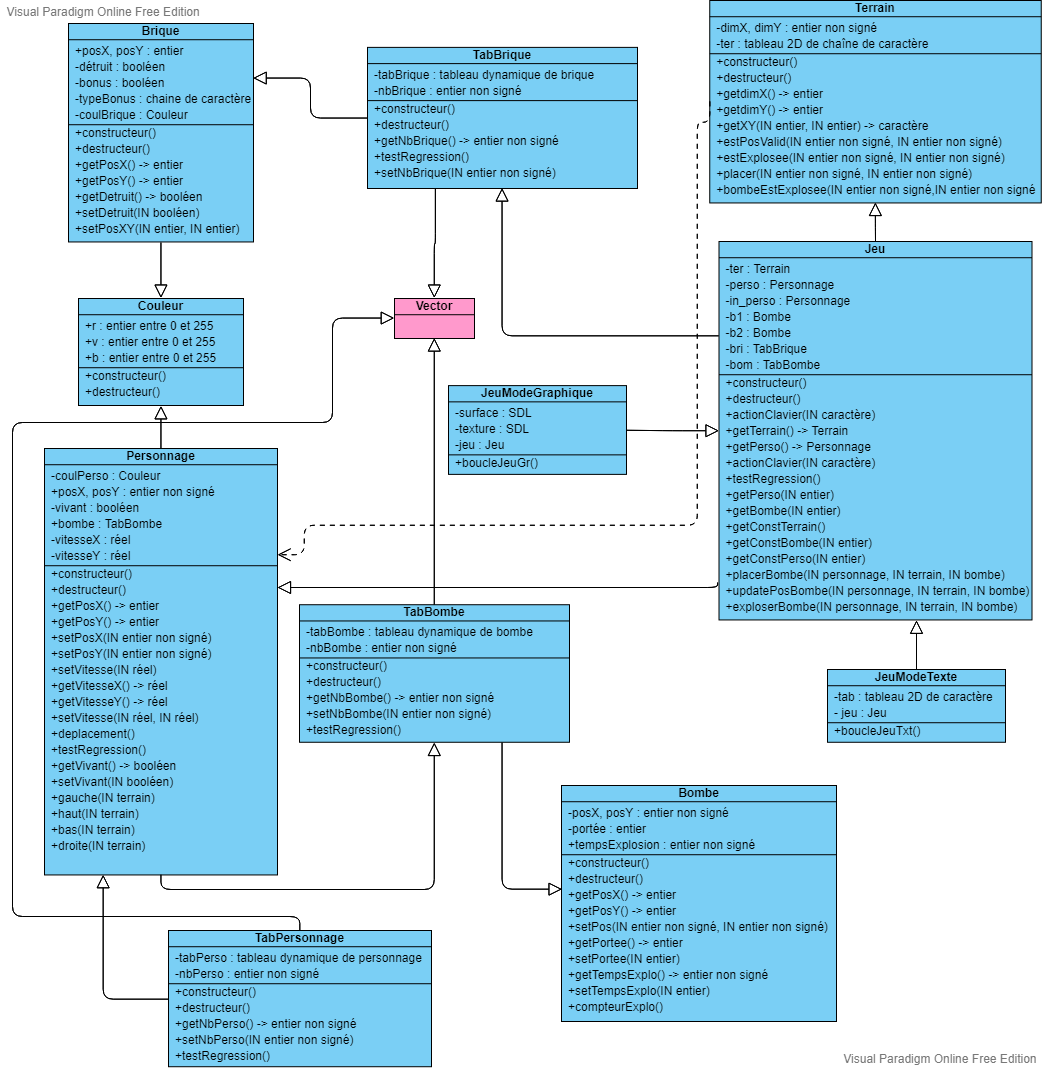 Visual Paradigm Online Free Edition
Brique
+posX, posY : entier
-détruit : booléen
-bonus : booléen
-typeBonus : chaine de caractère
-coulBrique : Couleur
+constructeur()
+destructeur()
+getPosX() -> entier
+getPosY() -> entier
+getDetruit() -> booléen
+setDetruit(IN booléen)
+setPosXY(IN entier, IN entier)
TabBrique
-tabBrique : tableau dynamique de brique
-nbBrique : entier non signé
+constructeur()
+destructeur()
+getNbBrique() -> entier non signé
+testRegression()
+setNbBrique(IN entier non signé)
Terrain
-dimX, dimY : entier non signé
-ter : tableau 2D de chaîne de caractère
+constructeur()
+destructeur()
+getdimX() -> entier
+getdimY() -> entier
+getXY(IN entier, IN entier) -> caractère
+estPosValid(IN entier non signé, IN entier non signé)
+estExplosee(IN entier non signé, IN entier non signé)
+placer(IN entier non signé, IN entier non signé)
+bombeEstExplosee(IN entier non signé,IN entier non signé
Couleur
+r : entier entre 0 et 255
+v : entier entre 0 et 255
+b : entier entre 0 et 255
+constructeur()
+destructeur()
Vector
Jeu
-ter : Terrain
-perso : Personnage
-in_perso : Personnage
-b1 : Bombe
-b2 : Bombe
-bri : TabBrique
-bom : TabBombe
+constructeur()
+destructeur()
+actionClavier(IN caractère)
+getTerrain() -> Terrain
+getPerso() -> Personnage
+actionClavier(IN caractère)
+testRegression()
+getPerso(IN entier)
+getBombe(IN entier)
+getConstTerrain()
+getConstBombe(IN entier)
+getConstPerso(IN entier)
+placerBombe(IN personnage, IN terrain, IN bombe)
+updatePosBombe(IN personnage, IN terrain, IN bombe)
+exploserBombe(IN personnage, IN terrain, IN bombe)
JeuModeGraphique
-surface : SDL
-texture : SDL
-jeu : Jeu
+boucleJeuGr()
Personnage
-coulPerso : Couleur
+posX, posY : entier non signé
-vivant : booléen
+bombe : TabBombe
-vitesseX : réel
-vitesseY : réel
+constructeur()
+destructeur()
+getPosX() -> entier
+getPosY() -> entier
+setPosX(IN entier non signé)
+setPosY(IN entier non signé)
+setVitesse(IN réel)
+getVitesseX() -> réel
+getVitesseY() -> réel
+setVitesse(IN réel, IN réel)
+deplacement()
+testRegression()
+getVivant() -> booléen
+setVivant(IN booléen)
+gauche(IN terrain)
+haut(IN terrain)
+bas(IN terrain)
+droite(IN terrain)
TabBombe
-tabBombe : tableau dynamique de bombe
-nbBombe : entier non signé
+constructeur()
+destructeur()
+getNbBombe() -> entier non signé
+setNbBombe(IN entier non signé)
+testRegression()
JeuModeTexte
-tab : tableau 2D de caractère
- jeu : Jeu
+boucleJeuTxt()
Bombe
-posX, posY : entier non signé
-portée : entier
+tempsExplosion : entier non signé
+constructeur()
+destructeur()
+getPosX() -> entier
+getPosY() -> entier
+setPos(IN entier non signé, IN entier non signé)
+getPortee() -> entier
+setPortee(IN entier)
+getTempsExplo() -> entier non signé
+setTempsExplo(IN entier)
+compteurExplo()
TabPersonnage
-tabPerso : tableau dynamique de personnage
-nbPerso : entier non signé
+constructeur()
+destructeur()
+getNbPerso() -> entier non signé
+setNbPerso(IN entier non signé)
+testRegression()
Visual Paradigm Online Free Edition